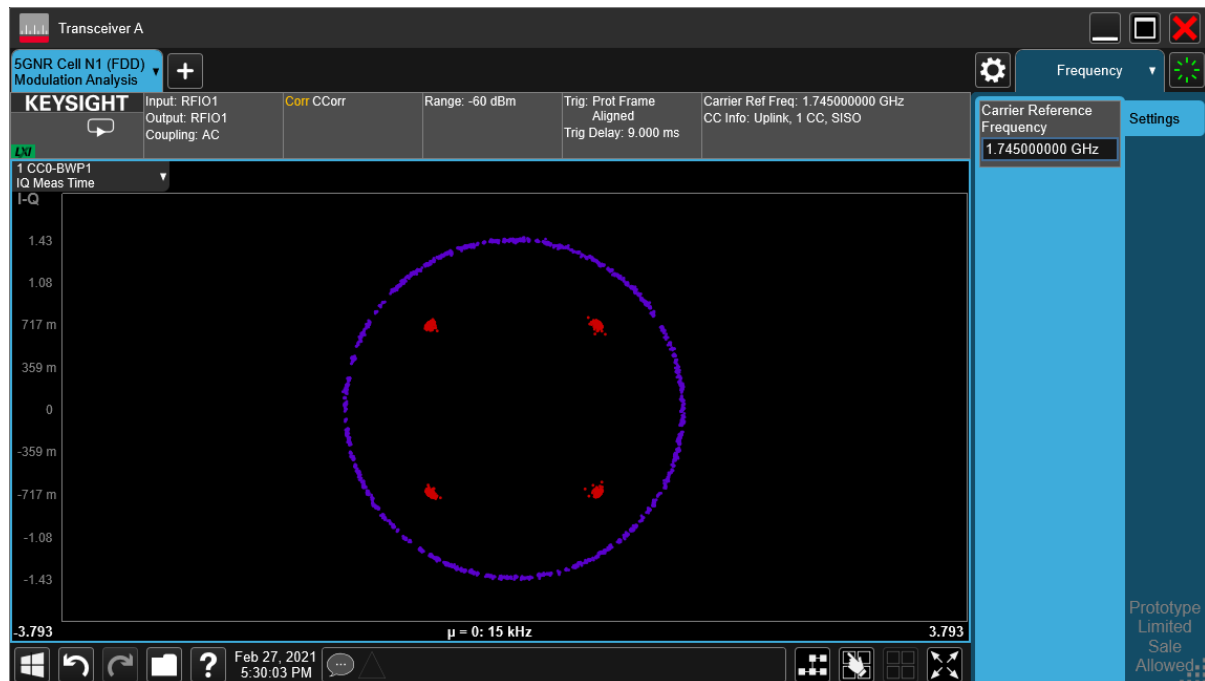 Transceiver A
5GNR Cell N1 (FDD)
Modulation Analysis
Frequency
KEYSIGHT
LXI
Input: RFIO1
Output: RFIO1
Coupling: AC
Corr CCorr
Range: -60 dBm
Trig: Prot Frame
Aligned
Trig Delay: 9.000 ms
Carrier Ref Freq: 1.745000000 GHz
CC Info: Uplink, 1 CC, SISO
Carrier Reference
Frequency
1.745000000 GHz
Settings
1 CC0-BWP1
IQ Meas Time
I-Q
1.43
1.08
717 m
359 m
0
-359 m
-717 m
-1.08
-1.43
-3.793
μ = 0: 15 kHz
3.793
Feb 27, 2021
5:30:03 PM
Prototype
Limited
Sale
Allowed